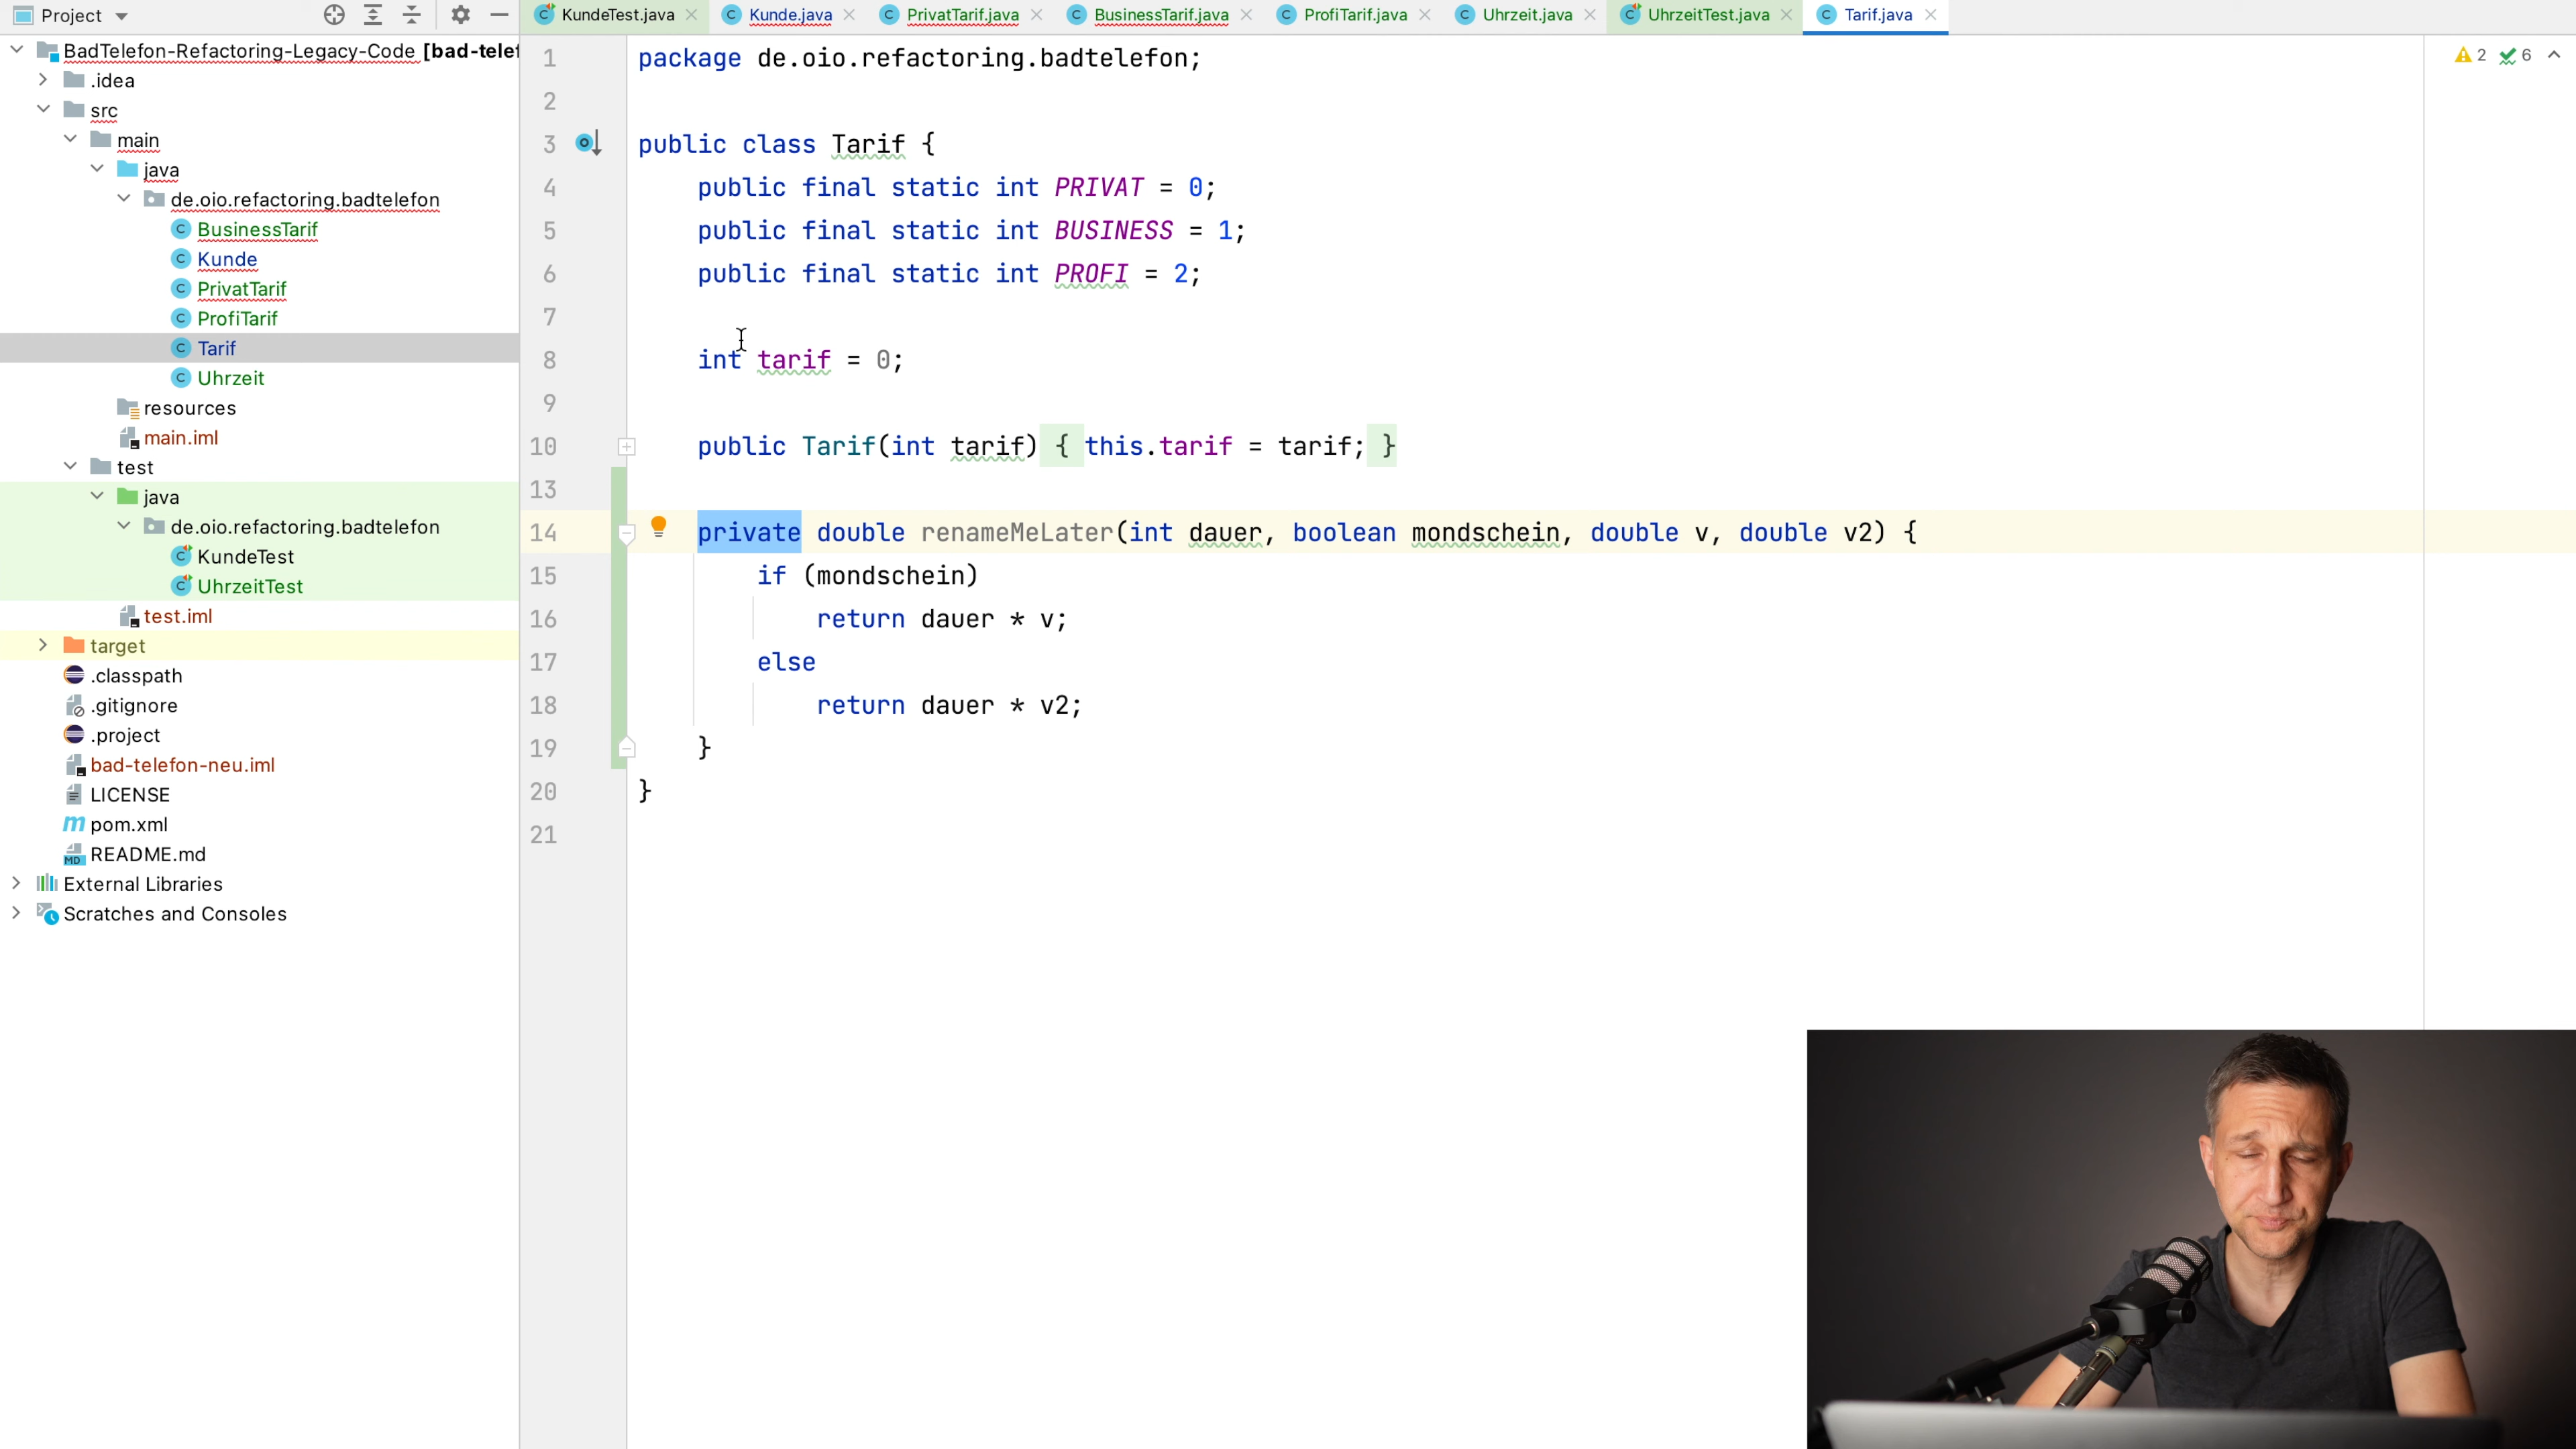 Project
KundeTest.java
Kunde.java
PrivatTarif.java
BusinessTarif.java
ProfiTarif.java
Uhrzeit.java
UhrzeitTest.java
Tarif.java
BadTelefon-Refactoring-Legacy-Code [bad-telef
.idea
src
main
java
de.oio.refactoring.badtelefon
BusinessTarif
Kunde
PrivatTarif
ProfiTarif
Tarif
Uhrzeit
resources
main.iml
test
java
de.oio.refactoring.badtelefon
KundeTest
UhrzeitTest
test.iml
target
.classpath
.gitignore
.project
bad-telefon-neu.iml
LICENSE
pom.xml
README.md
External Libraries
Scratches and Consoles
2 6
1 package de.oio.refactoring.badtelefon;
2
3 public class Tarif {
4 public final static int PRIVAT = 0;
5 public final static int BUSINESS = 1;
6 public final static int PROFI = 2;
7
8 int tarif = 0;
9
10 public Tarif(int tarif) { this.tarif = tarif; }
13
14 private double renameMeLater(int dauer, boolean mondschein, double v, double v2) {
15 if (mondschein)
16 return dauer * v;
17 else
18 return dauer * v2;
19 }
20 }
21